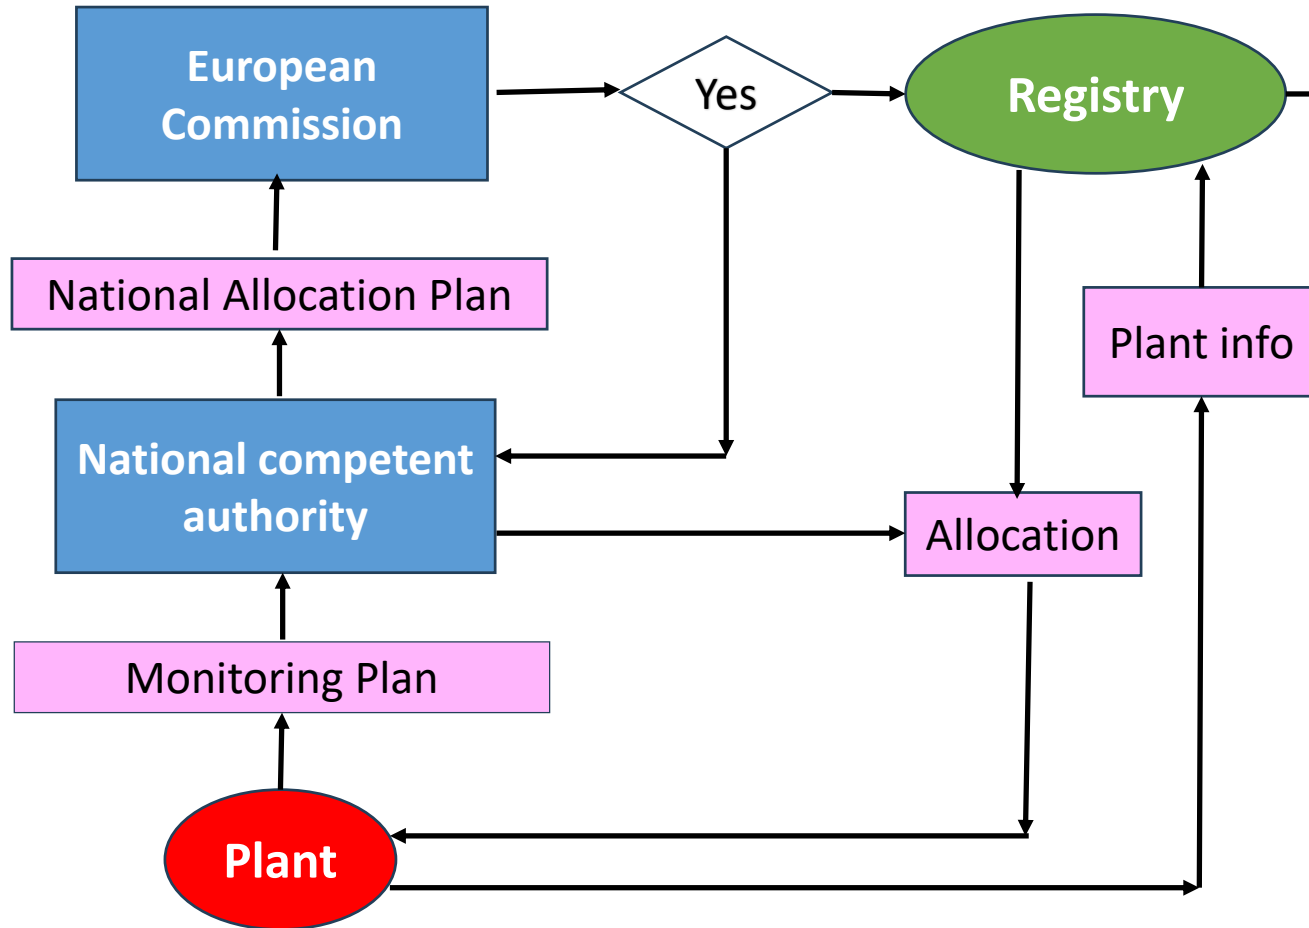 European
Commission
Yes
Registry
National Allocation Plan
Plant info
National competent
authority
Allocation
Monitoring Plan
Plant